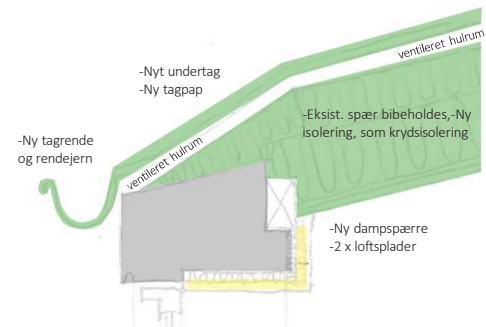 ventileret hulrum
-Nyt undertag
-Ny tagpap
-Eksist. spær bibeholdes,-Ny
isolering, som krydsisolering
-Ny tagrende
og rendejern
ventileret hulrum
-Ny dampspærre
-2 x loftsplader